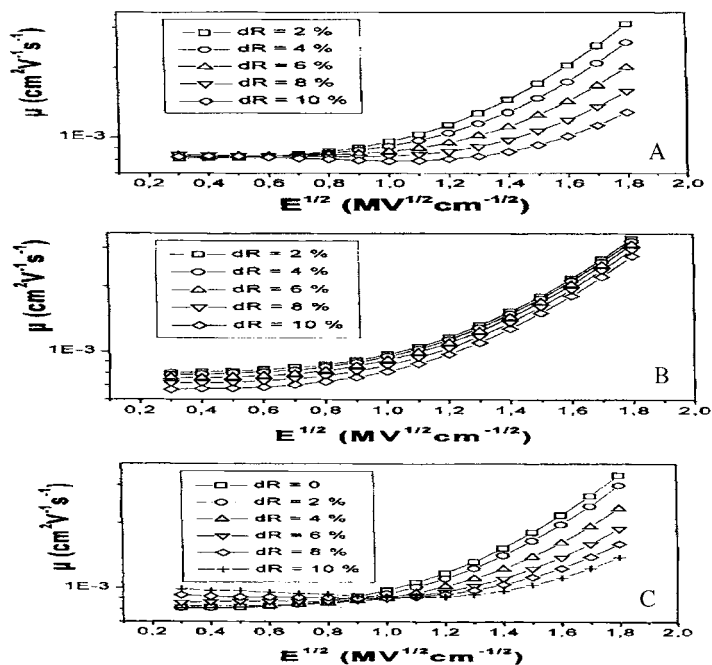 μ (cm²V⁻¹s⁻¹)
1E-3
dR = 2 %
dR = 4 %
dR = 6 %
dR = 8 %
dR = 10 %
A
0,2 0,4 0,6 0,8 1,0 1,2 1,4 1,6 1,8 2,0
E^1/2 (MV^1/2cm^-1/2)
μ (cm²V⁻¹s⁻¹)
1E-3
dR = 2 %
dR = 4 %
dR = 6 %
dR = 8 %
dR = 10 %
B
0,2 0,4 0,6 0,8 1,0 1,2 1,4 1,6 1,8 2,0
E^1/2 (MV^1/2cm^-1/2)
μ (cm²V⁻¹s⁻¹)
1E-3
dR = 0
dR = 2 %
dR = 4 %
dR = 6 %
dR = 8 %
dR = 10 %
C
0,2 0,4 0,6 0,8 1,0 1,2 1,4 1,6 1,8 2,0
E^1/2 (MV^1/2cm^-1/2)